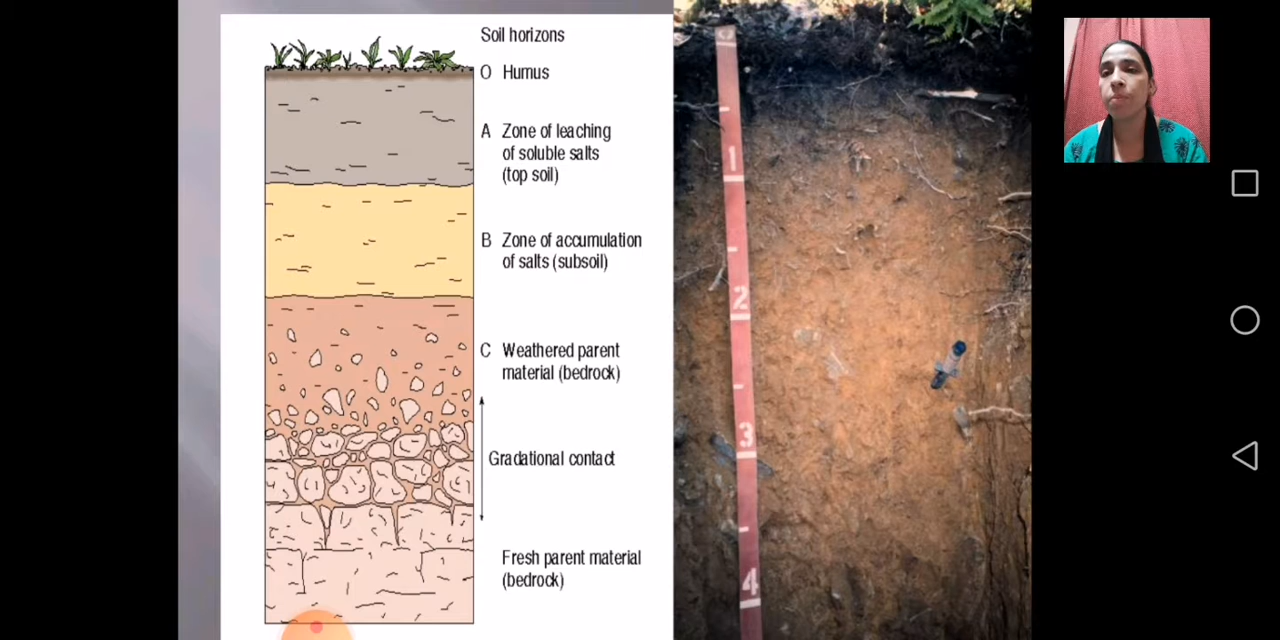 Soil horizons
O Humus
A Zone of leaching
of soluble salts
(top soil)
B Zone of accumulation
of salts (subsoil)
C Weathered parent
material (bedrock)
Gradational contact
Fresh parent material
(bedrock)
0
1
2
3
4